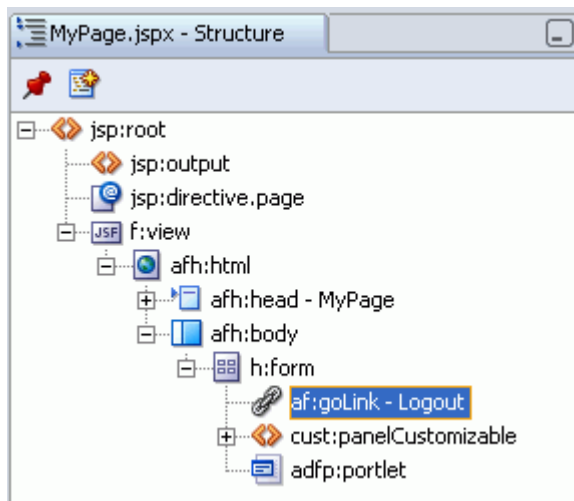 MyPage.jspx - Structure
jsp:root
jsp:output
jsp:directive.page
JSF f:view
afh:html
afh:head - MyPage
afh:body
h:form
af:goLink - Logout
cust:panelCustomizable
adfp:portlet